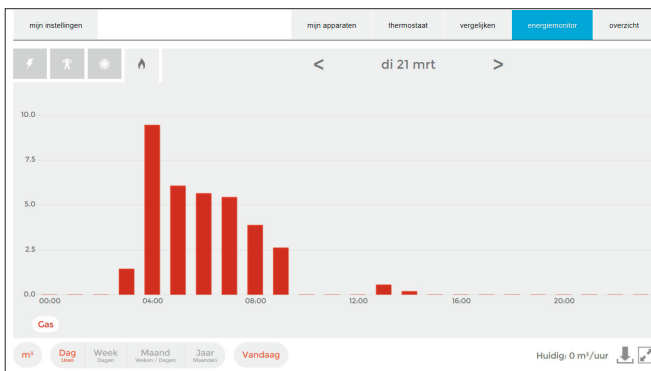 mijn instellingen mijn apparaten thermostaat vergelijken energiemonitor overzicht
< di 21 mrt >
10.0
7.5
5.0
2.5
0.0
00:00 04:00 08:00 12:00 16:00 20:00
Gas
m³ Dag Week Maand Jaar Vandaag Huidig: 0 m³/uur
Uren Dagen Weken / Dagen Maanden